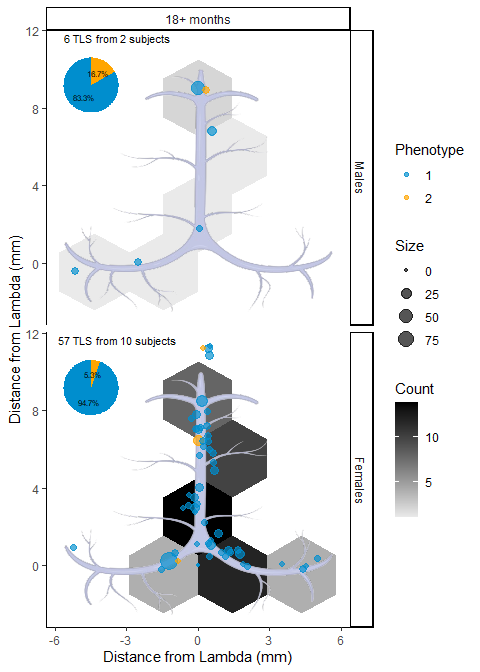 18+ months
6 TLS from 2 subjects
16.7%
83.3%
12
8
4
0
Males
57 TLS from 10 subjects
5.3%
94.7%
12
8
4
0
Females
-6 -3 0 3 6
Distance from Lambda (mm)
Distance from Lambda (mm)
Phenotype
1
2
Size
0
25
50
75
Count
10
5